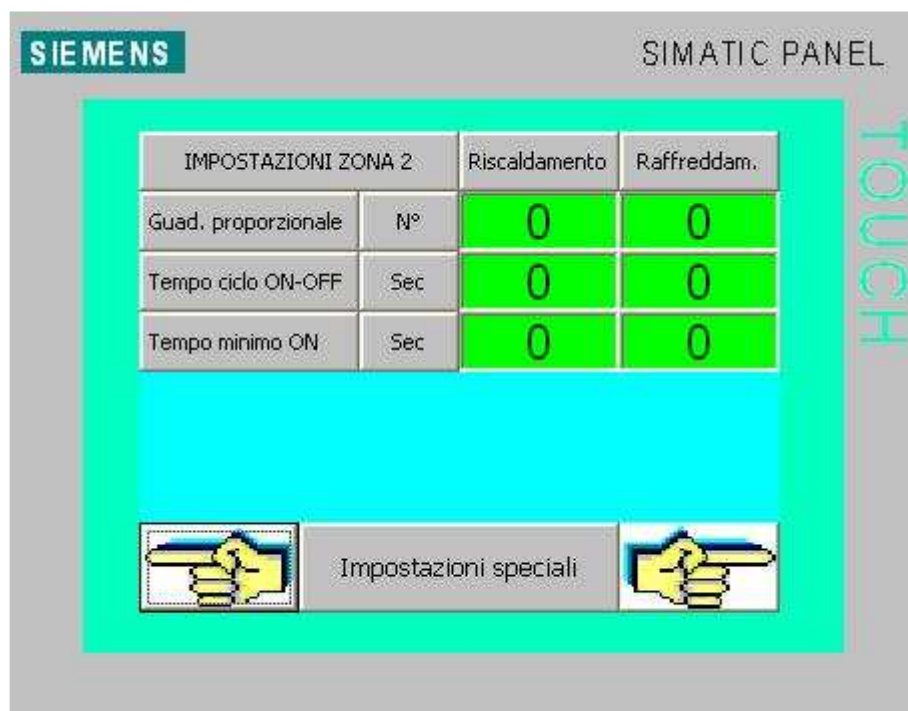 SIEMENS
SIMATIC PANEL
TOUCH
IMPOSTAZIONI ZONA 2 Riscaldamento Raffreddam.
Guad. proporzionale N° 0 0
Tempo ciclo ON-OFF Sec 0 0
Tempo minimo ON Sec 0 0
Impostazioni speciali